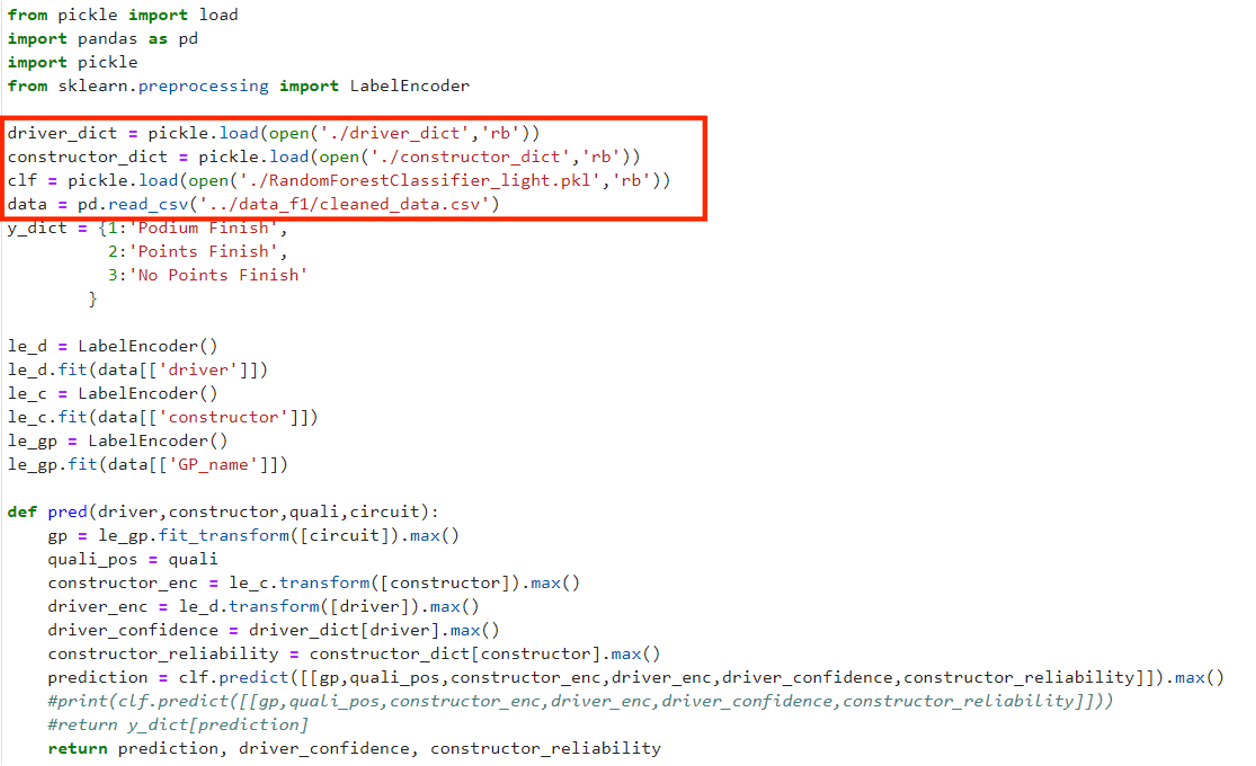 from pickle import load
import pandas as pd
import pickle
from sklearn.preprocessing import LabelEncoder
driver_dict = pickle.load(open('./driver_dict','rb'))
constructor_dict = pickle.load(open('./constructor_dict','rb'))
clf = pickle.load(open('./RandomForestClassifier_light.pkl','rb'))
data = pd.read_csv('../data_f1/cleaned_data.csv')
y_dict = {1:'Podium Finish',
2:'Points Finish',
3:'No Points Finish'
}
le_d = LabelEncoder()
le_d.fit(data[['driver']])
le_c = LabelEncoder()
le_c.fit(data[['constructor']])
le_gp = LabelEncoder()
le_gp.fit(data[['GP_name']])
def pred(driver,constructor,quali,circuit):
gp = le_gp.fit_transform([circuit]).max()
quali_pos = quali
constructor_enc = le_c.transform([constructor]).max()
driver_enc = le_d.transform([driver]).max()
driver_confidence = driver_dict[driver].max()
constructor_reliability = constructor_dict[constructor].max()
prediction = clf.predict([[gp,quali_pos,constructor_enc,driver_enc,driver_confidence,constructor_reliability]]).max()
#print(clf.predict([[gp,quali_pos,constructor_enc,driver_enc,driver_confidence,constructor_reliability]]))
#return y_dict[prediction]
return prediction, driver_confidence, constructor_reliability